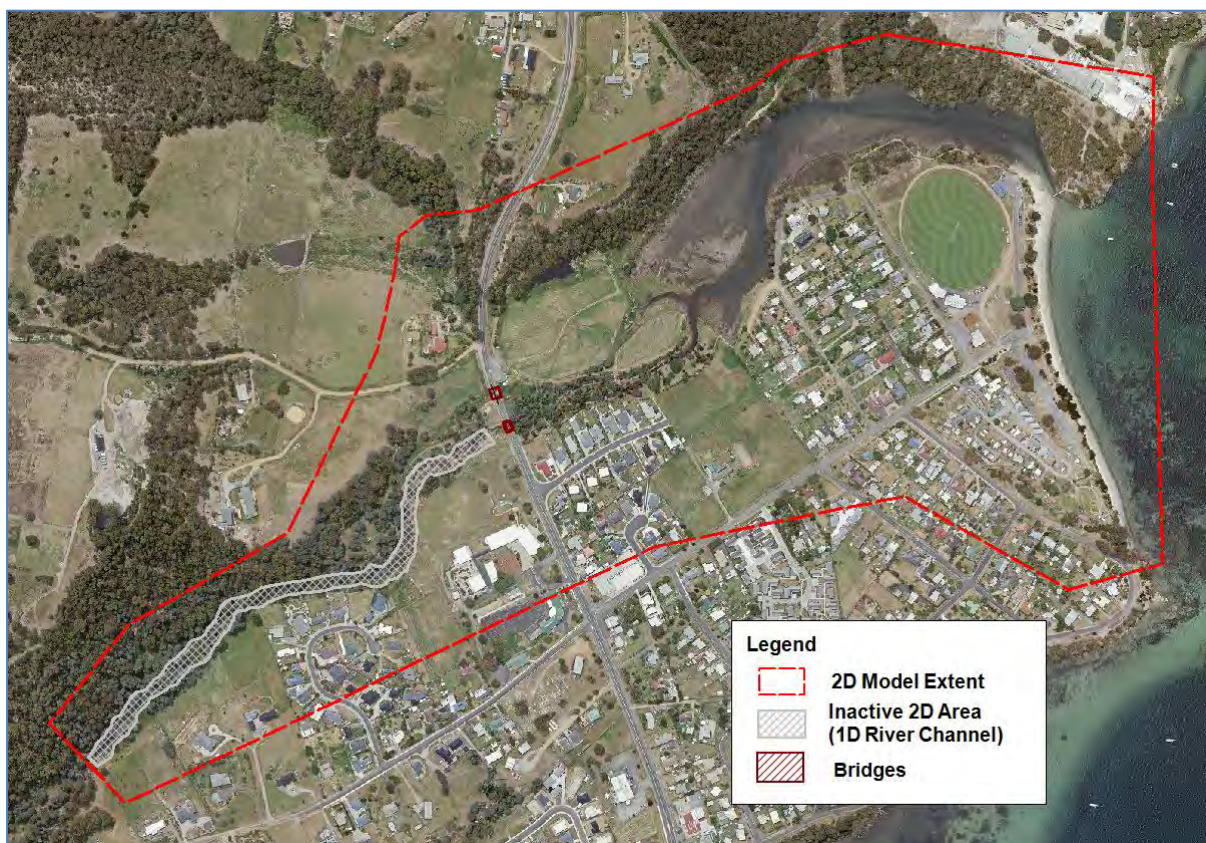 Legend
2D Model Extent
Inactive 2D Area
(1D River Channel)
Bridges